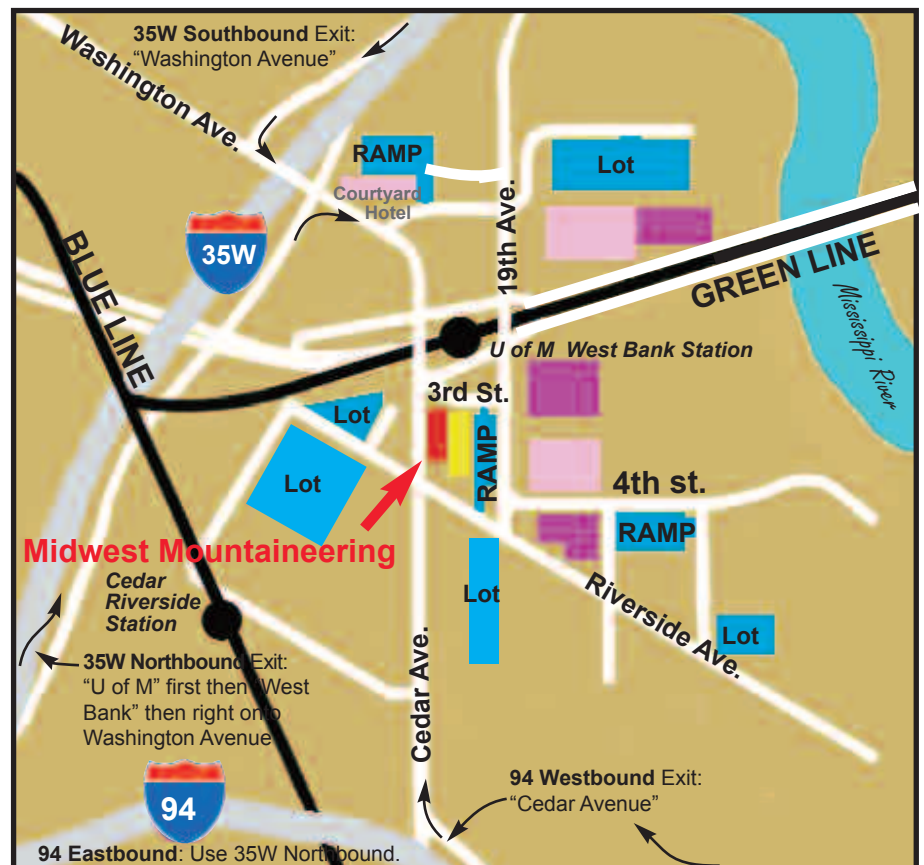 35W Southbound Exit:
“Washington Avenue”
Washington Ave.
RAMP
Lot
Courtyard
Hotel
35W
19th Ave.
BLUE LINE
GREEN LINE
Mississippi River
U of M West Bank Station
3rd St.
Lot
Lot
RAMP
4th st.
RAMP
Midwest Mountaineering
Cedar
Riverside
Station
Lot
Riverside Ave.
Lot
Cedar Ave.
35W Northbound Exit:
“U of M” first then “West
Bank” then right onto
Washington Avenue
94 Westbound Exit:
“Cedar Avenue”
94
94 Eastbound: Use 35W Northbound.